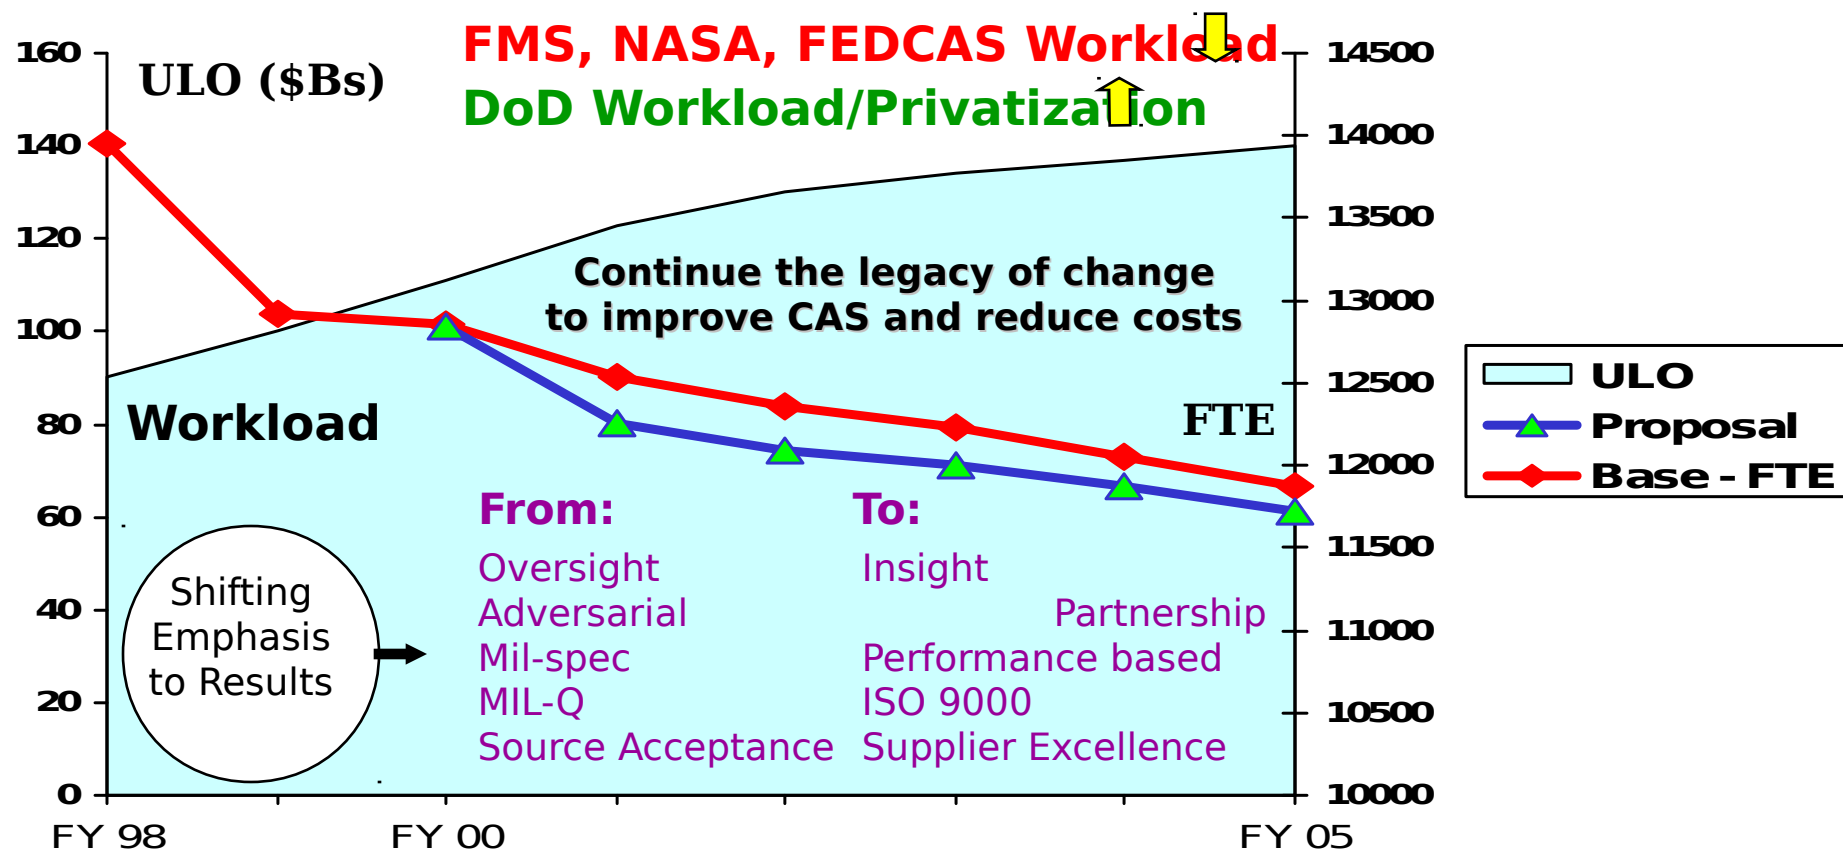 FMS, NASA, FEDCAS Workload
DoD Workload/Privatization
ULO ($Bs)
160
140
120
100
80
60
40
20
0
14500
14000
13500
13000
12500
12000
11500
11000
10500
10000
Continue the legacy of change
to improve CAS and reduce costs
Workload
FTE
ULO
Proposal
Base - FTE
From: To:
Oversight Insight
Adversarial Partnership
Mil-spec Performance based
MIL-Q ISO 9000
Source Acceptance Supplier Excellence
Shifting
Emphasis
to Results
FY 98 FY 00 FY 05